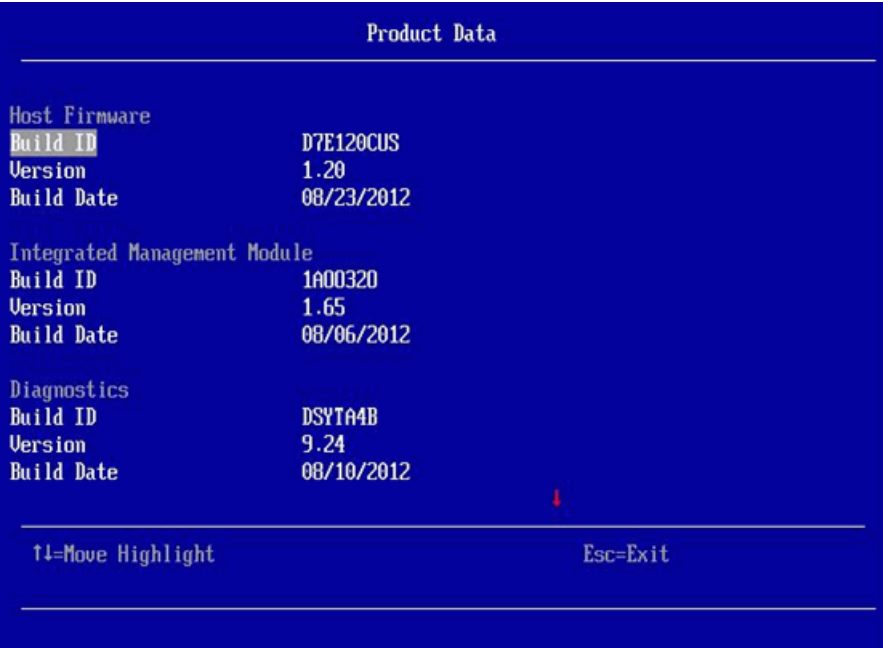 Product Data
Host Firmware
Build ID D7E120CUS
Version 1.20
Build Date 08/23/2012
Integrated Management Module
Build ID 1AOO32O
Version 1.65
Build Date 08/06/2012
Diagnostics
Build ID DSYTA4B
Version 9.24
Build Date 08/10/2012
↓
↑↓=Move Highlight Esc=Exit